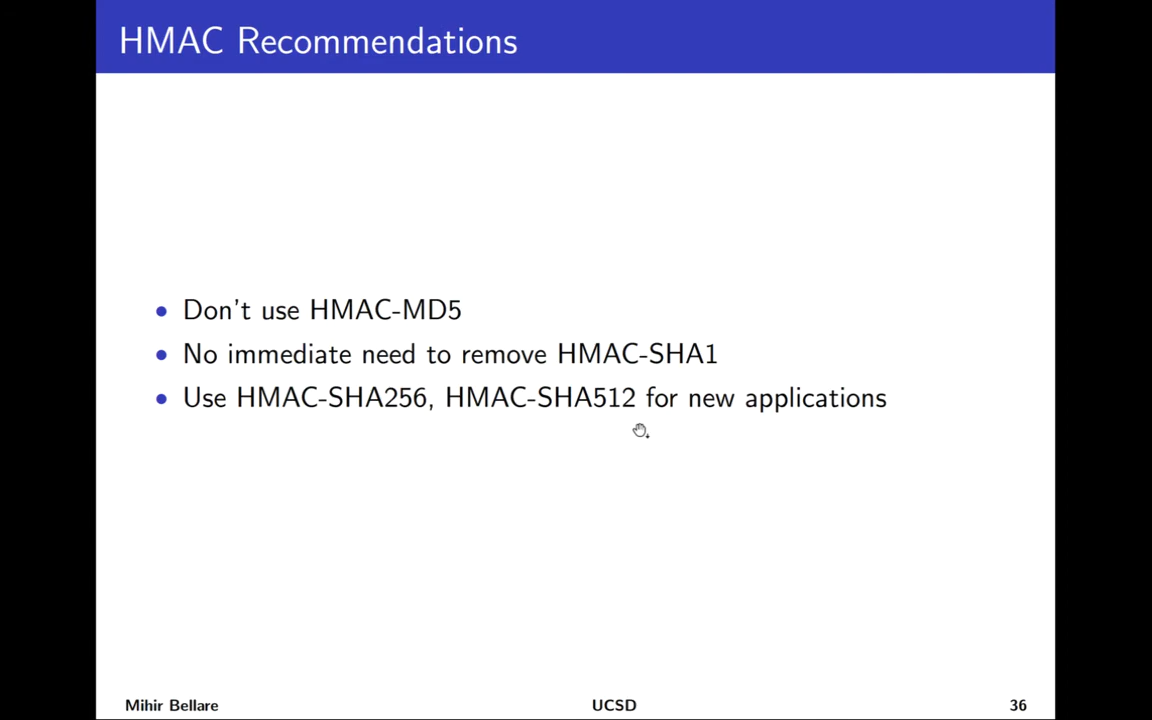 HMAC Recommendations
• Don't use HMAC-MD5
• No immediate need to remove HMAC-SHA1
• Use HMAC-SHA256, HMAC-SHA512 for new applications
Mihir Bellare UCSD 36